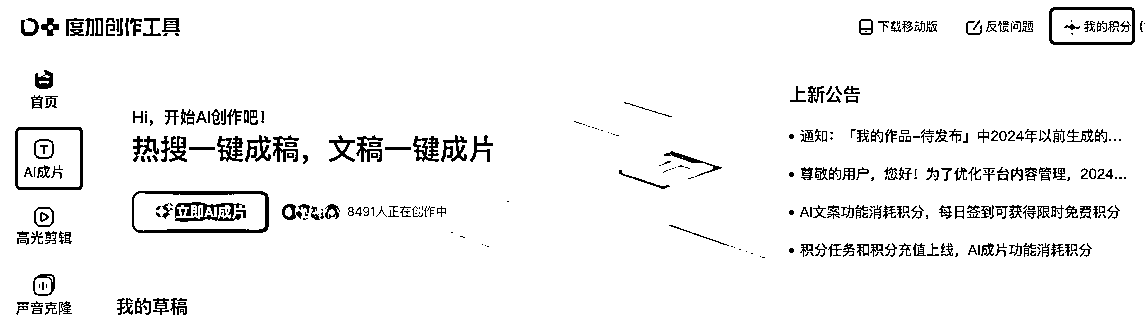 度加创作工具
下载移动版
反馈问题
我的积分
首页
AI成片
高光剪辑
声音克隆
Hi，开始AI创作吧！
热搜一键成稿，文稿一键成片
立即AI成片
8491人正在创作中
我的草稿
上新公告
• 通知：「我的作品-待发布」中2024年以前生成的...
• 尊敬的用户，您好！为了优化平台内容管理，2024...
• AI文案功能消耗积分，每日签到可获得限时免费积分
• 积分任务和积分充值上线，AI成片功能消耗积分